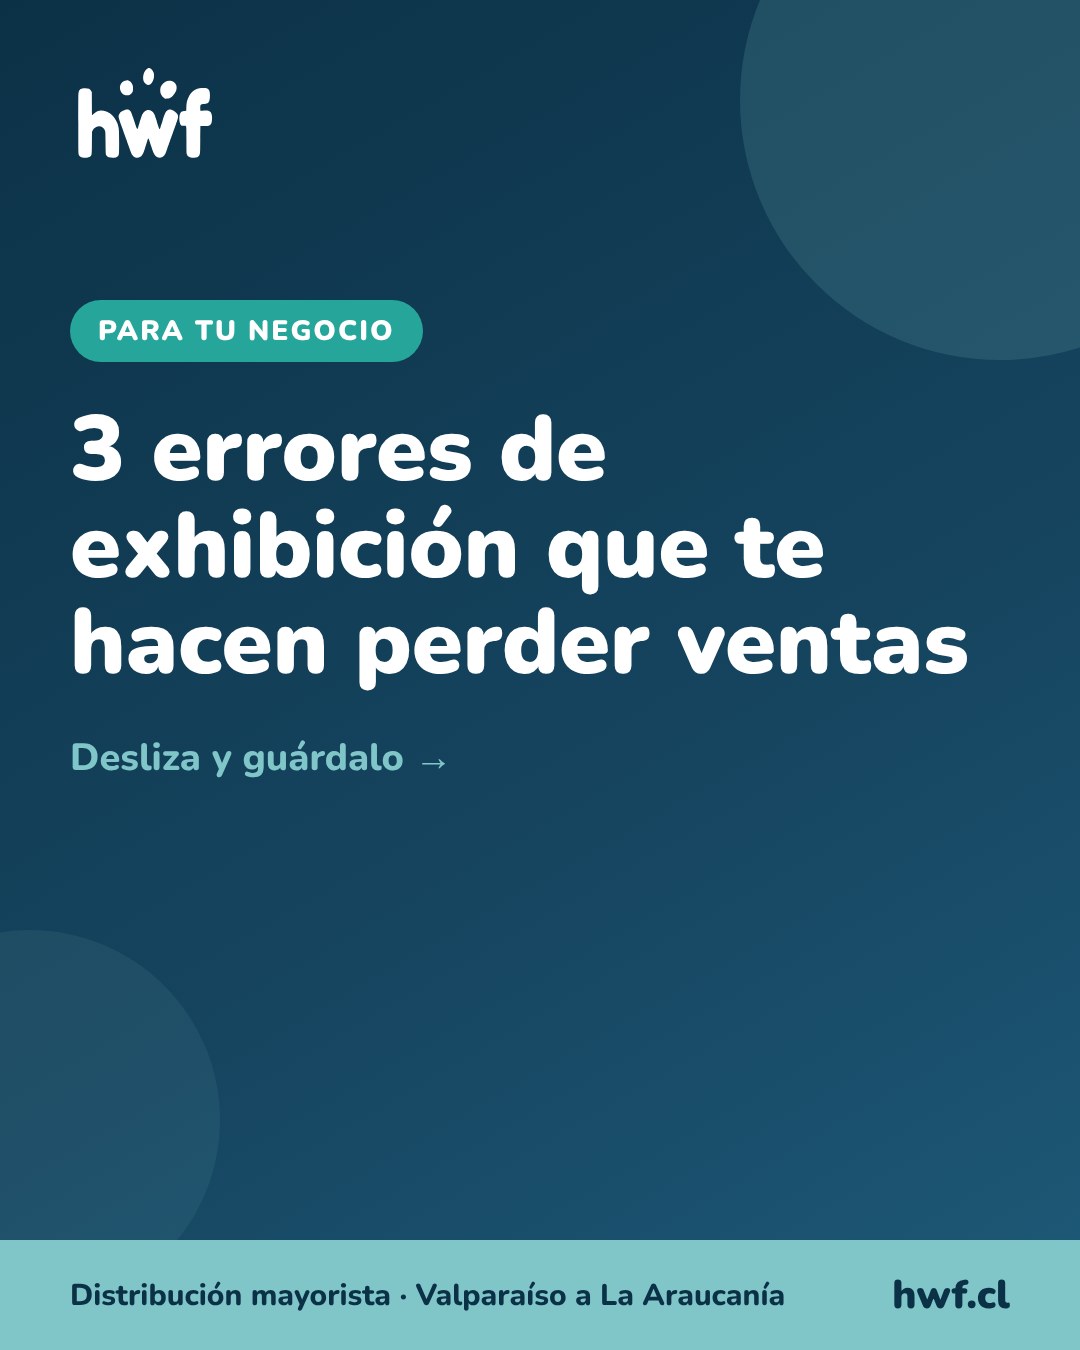 hwf
PARA TU NEGOCIO
3 errores de
exhibición que te
hacen perder ventas
Desliza y guárdalo →
Distribución mayorista · Valparaíso a La Araucanía
hwf.cl